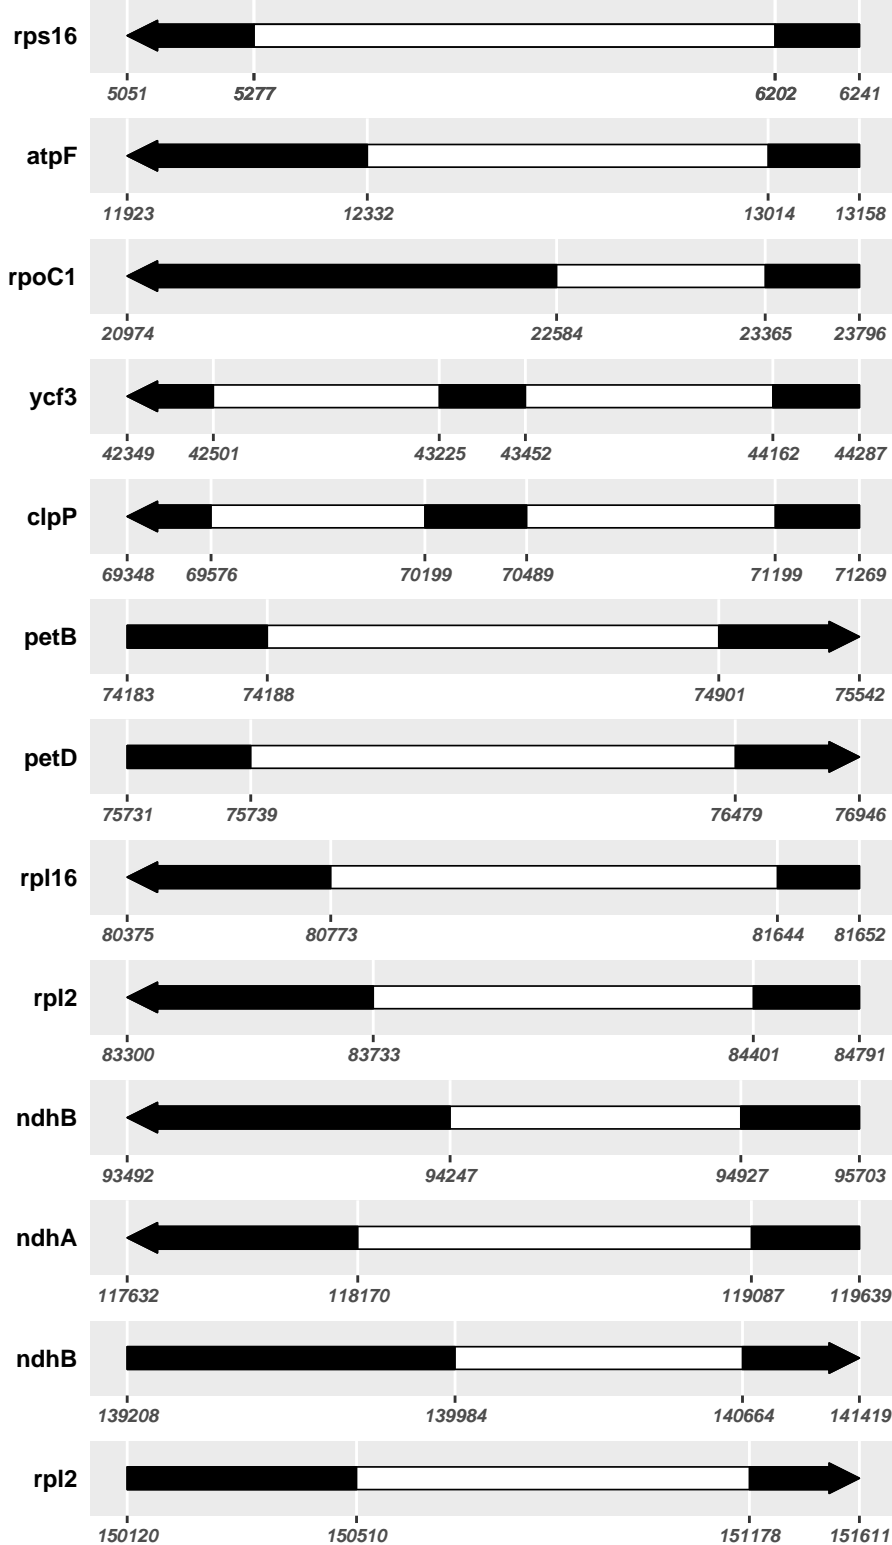 rps16
5051 5277 6202 6241
atpF
11923 12332 13014 13158
rpoC1
20974 22584 23365 23796
ycf3
42349 42501 43225 43452 44162 44287
clpP
69348 69576 70199 70489 71199 71269
petB
74183 74188 74901 75542
petD
75731 75739 76479 76946
rpl16
80375 80773 81644 81652
rpl2
83300 83733 84401 84791
ndhB
93492 94247 94927 95703
ndhA
117632 118170 119087 119639
ndhB
139208 139984 140664 141419
rpl2
150120 150510 151178 151611